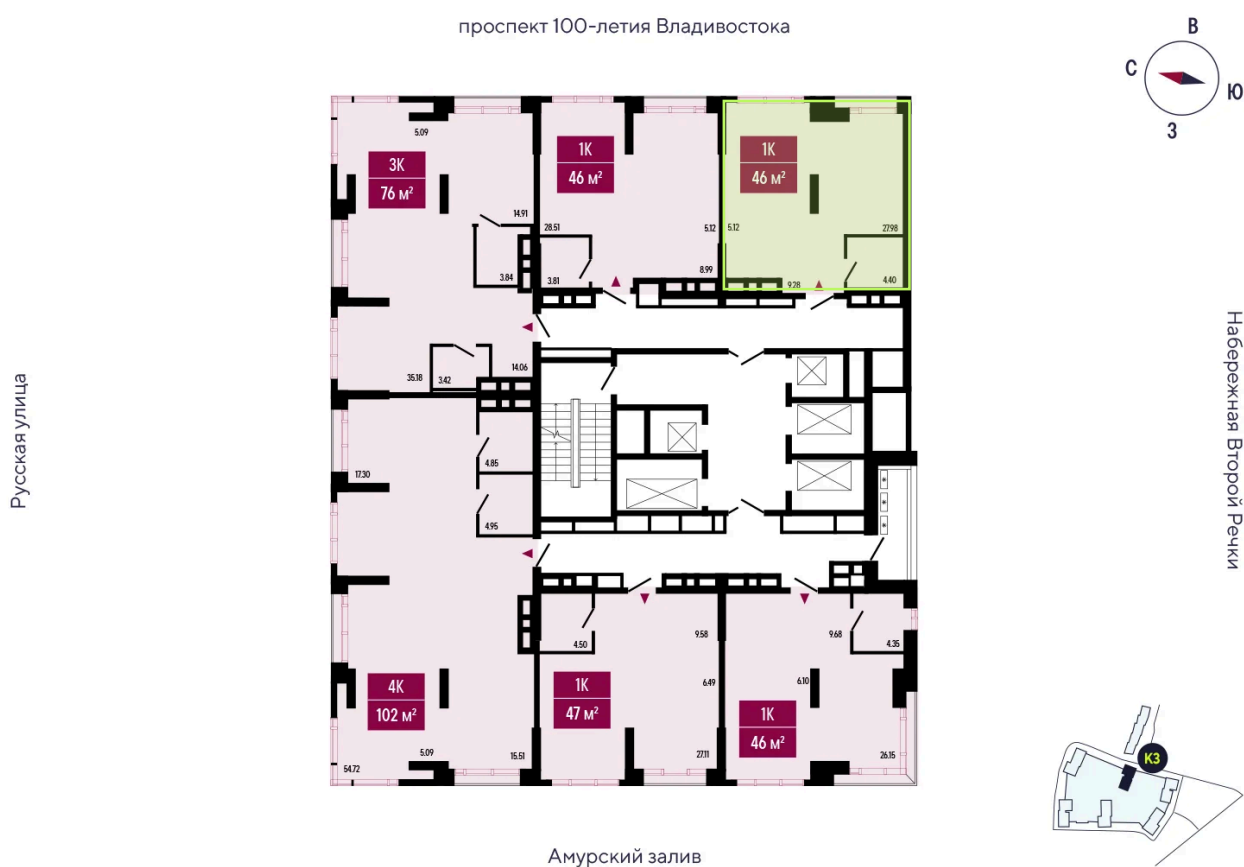 проспект 100-летия Владивостока
В
С
Ю
З
5.09
3К
76 м²
14.91
3.84
35.18
3.42
14.06
1К
46 м²
28.51
5.12
3.81
8.99
1К
46 м²
5.12
27.98
9.28
4.40
Русская улица
Набережная Второй Речки
17.30
4.85
4.95
4К
102 м²
5.09
54.72
15.51
4.50
9.58
1К
47 м²
6.49
27.11
9.68
4.35
6.10
1К
46 м²
26.15
К3
Амурский залив